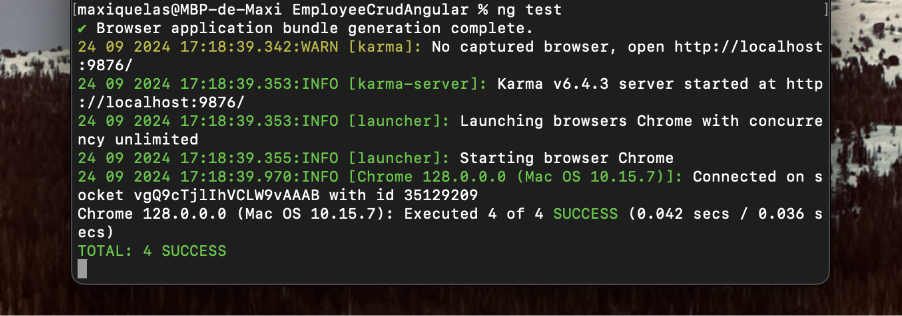 [maxiquelas@MBP-de-Maxi EmployeeCrudAngular % ng test ]
✔ Browser application bundle generation complete.
24 09 2024 17:18:39.342:WARN [karma]: No captured browser, open http://localhost
:9876/
24 09 2024 17:18:39.353:INFO [karma-server]: Karma v6.4.3 server started at http
://localhost:9876/
24 09 2024 17:18:39.353:INFO [launcher]: Launching browsers Chrome with concurre
ncy unlimited
24 09 2024 17:18:39.355:INFO [launcher]: Starting browser Chrome
24 09 2024 17:18:39.970:INFO [Chrome 128.0.0.0 (Mac OS 10.15.7)]: Connected on s
ocket vgQ9cTjlIhVCLW9vAAAB with id 35129209
Chrome 128.0.0.0 (Mac OS 10.15.7): Executed 4 of 4 SUCCESS (0.042 secs / 0.036 s
ecs)
TOTAL: 4 SUCCESS